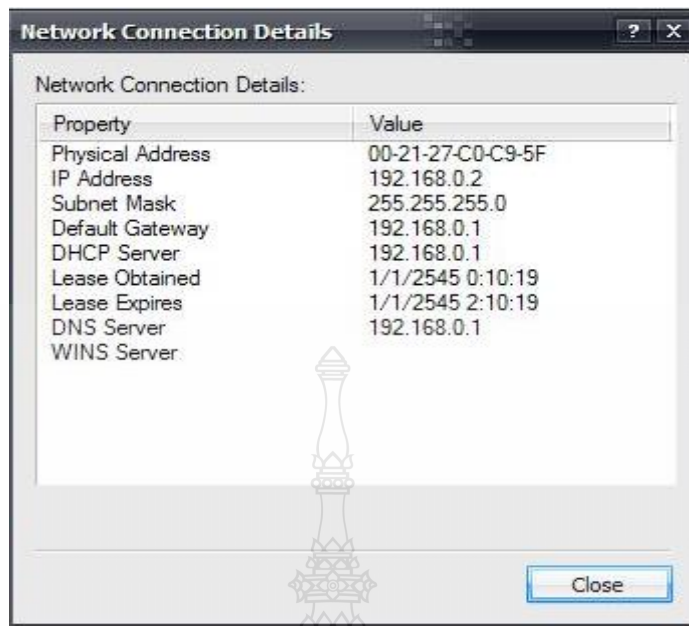 Network Connection Details
Network Connection Details:
Property Value
Physical Address 00-21-27-C0-C9-5F
IP Address 192.168.0.2
Subnet Mask 255.255.255.0
Default Gateway 192.168.0.1
DHCP Server 192.168.0.1
Lease Obtained 1/1/2545 0:10:19
Lease Expires 1/1/2545 2:10:19
DNS Server 192.168.0.1
WINS Server
Close